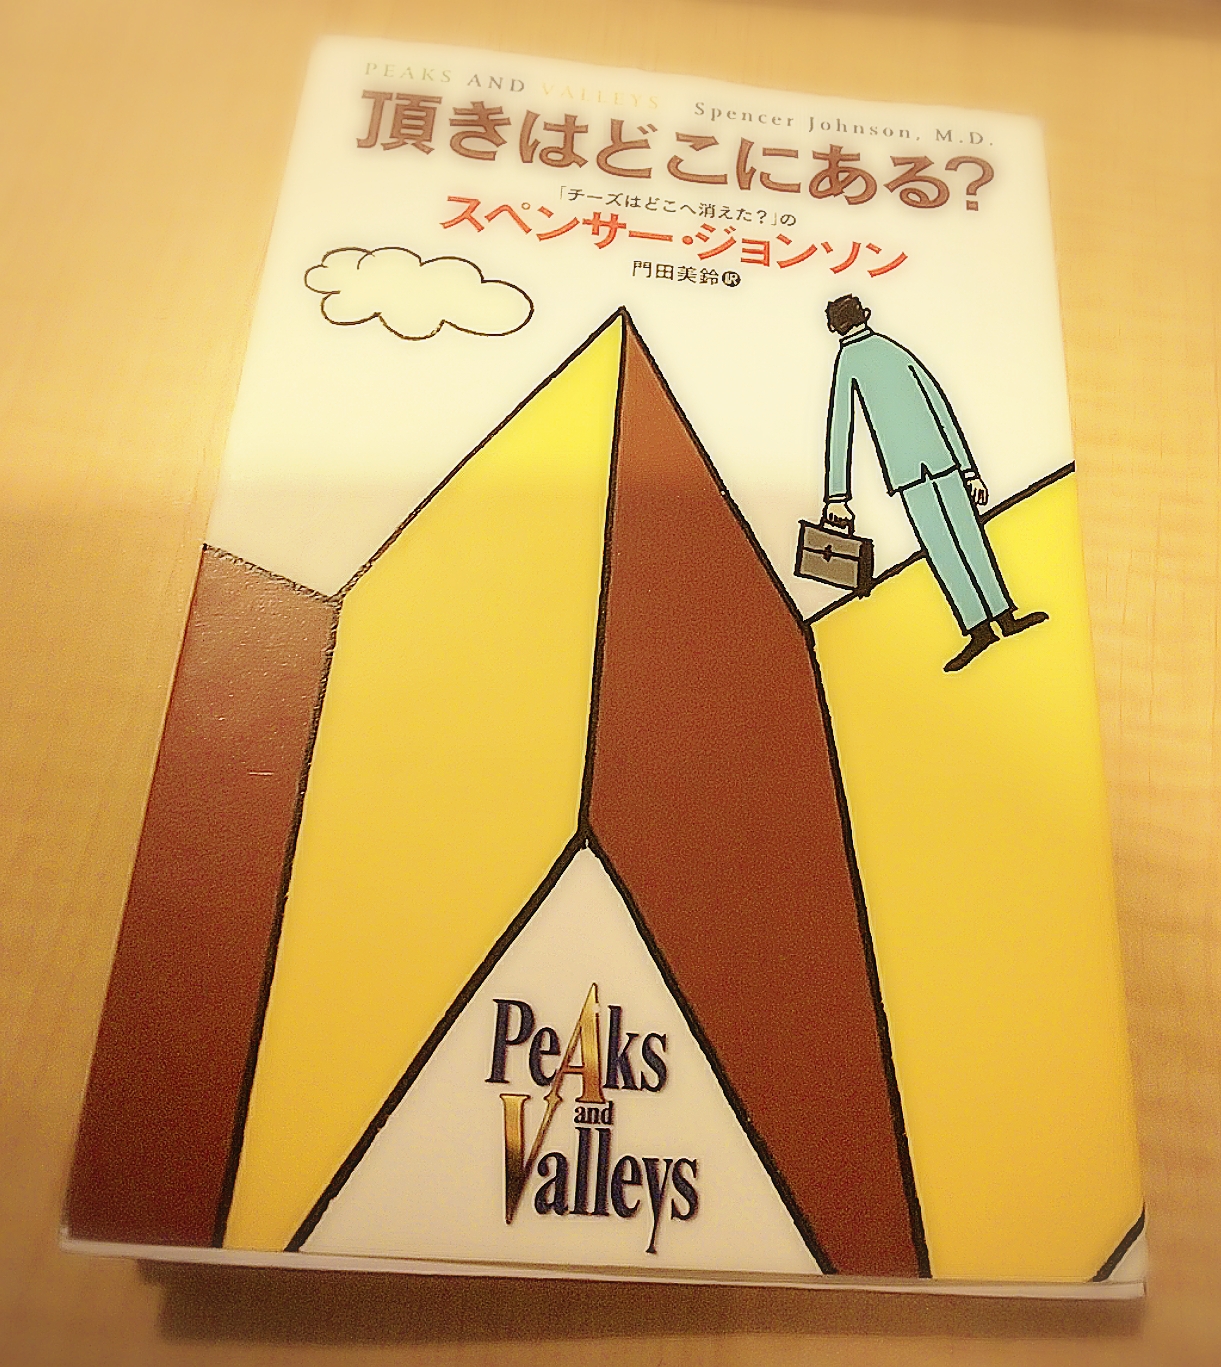 PEAKS AND VALLEYS Spencer Johnson, M.D.
頂きはどこにある?
「チーズはどこへ消えた?」の
スペンサー・ジョンソン
門田美鈴 訳
PeAks
and
Valleys